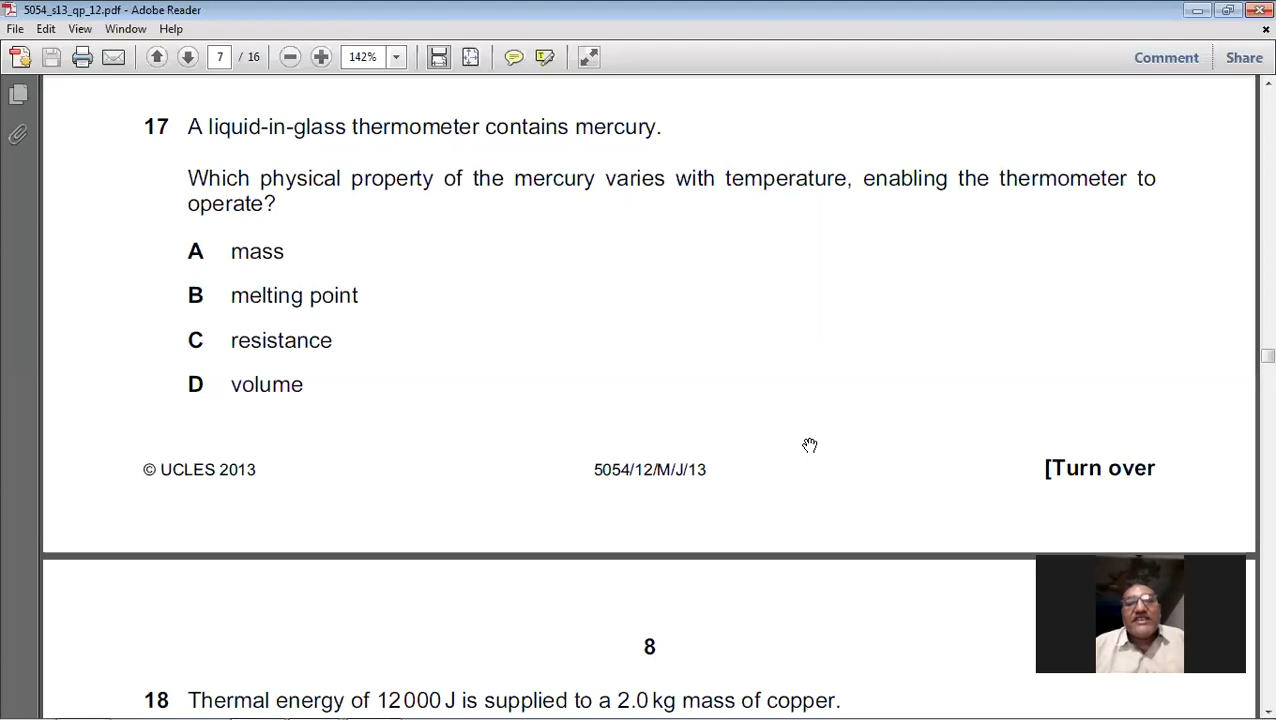 5054_s13_qp_12.pdf - Adobe Reader
File Edit View Window Help
7 / 16 142% Comment Share
17 A liquid-in-glass thermometer contains mercury.
Which physical property of the mercury varies with temperature, enabling the thermometer to
operate?
A mass
B melting point
C resistance
D volume
© UCLES 2013 5054/12/M/J/13 [Turn over
8
18 Thermal energy of 12 000 J is supplied to a 2.0 kg mass of copper.